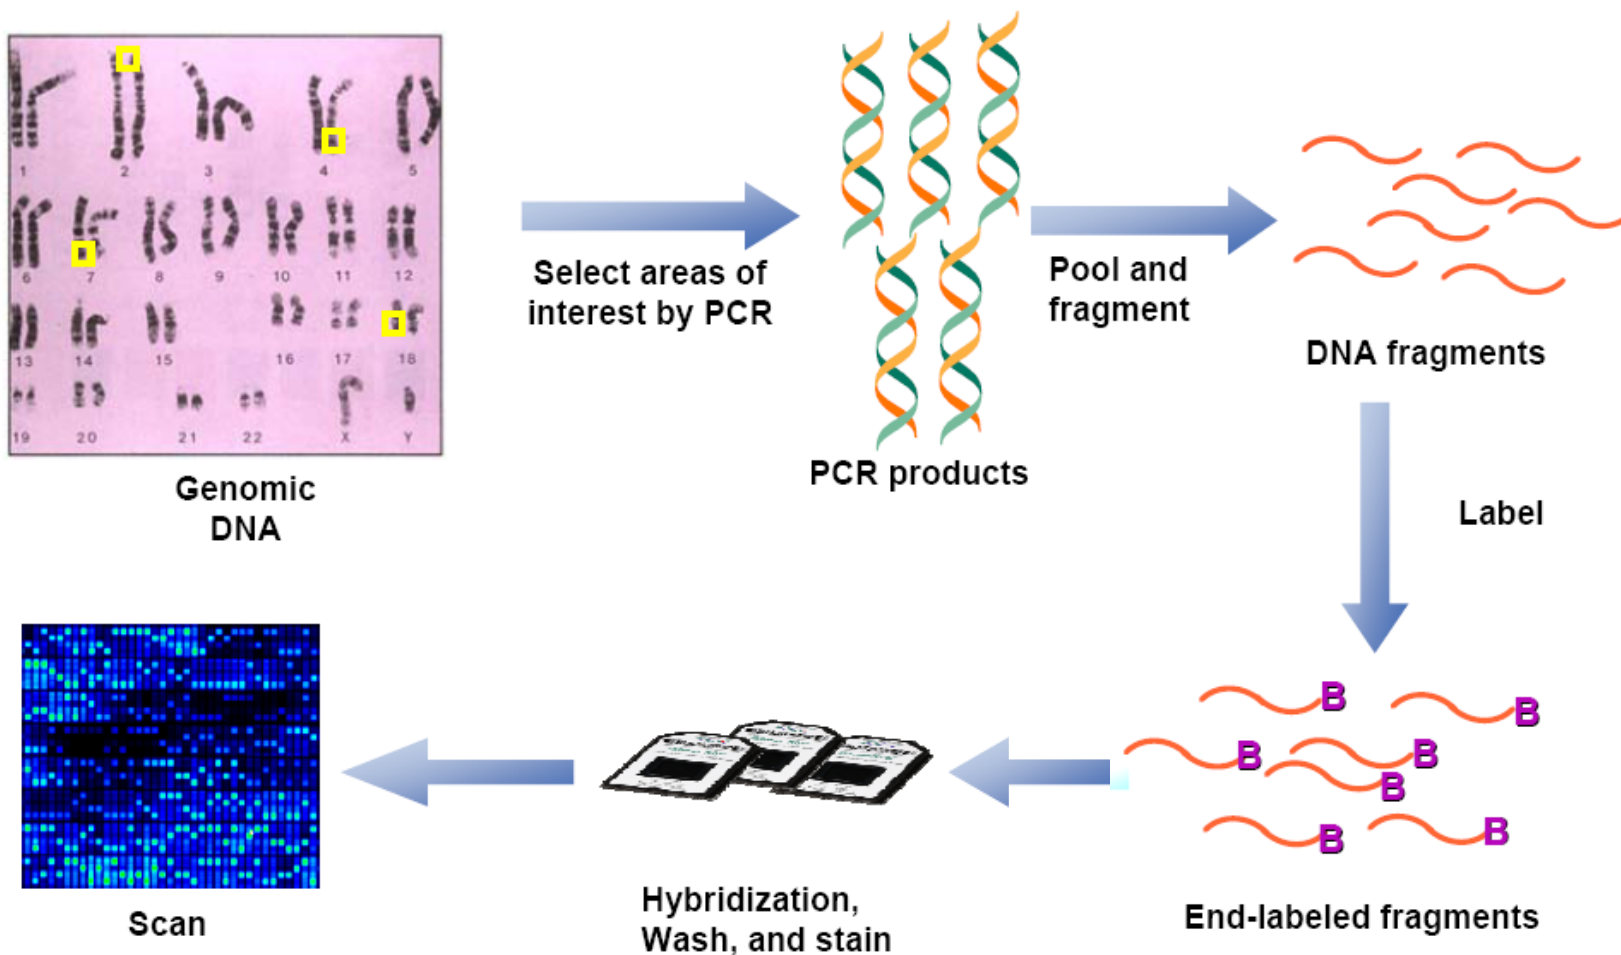 1
2
3
4
5
6
7
8
9
10
11
12
13
14
15
16
17
18
19
20
21
22
X
Y
Genomic
DNA
Select areas of
interest by PCR
PCR products
Pool and
fragment
DNA fragments
Label
B
B
B
B
B
B
B
End-labeled fragments
Hybridization,
Wash, and stain
Scan